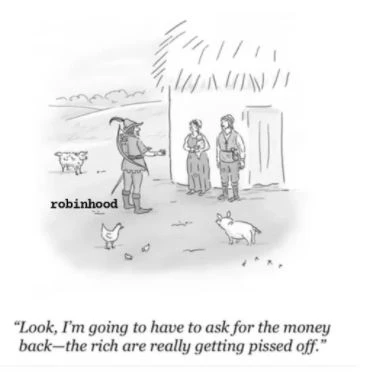 robinhood
“Look, I’m going to have to ask for the money
back—the rich are really getting pissed off.”